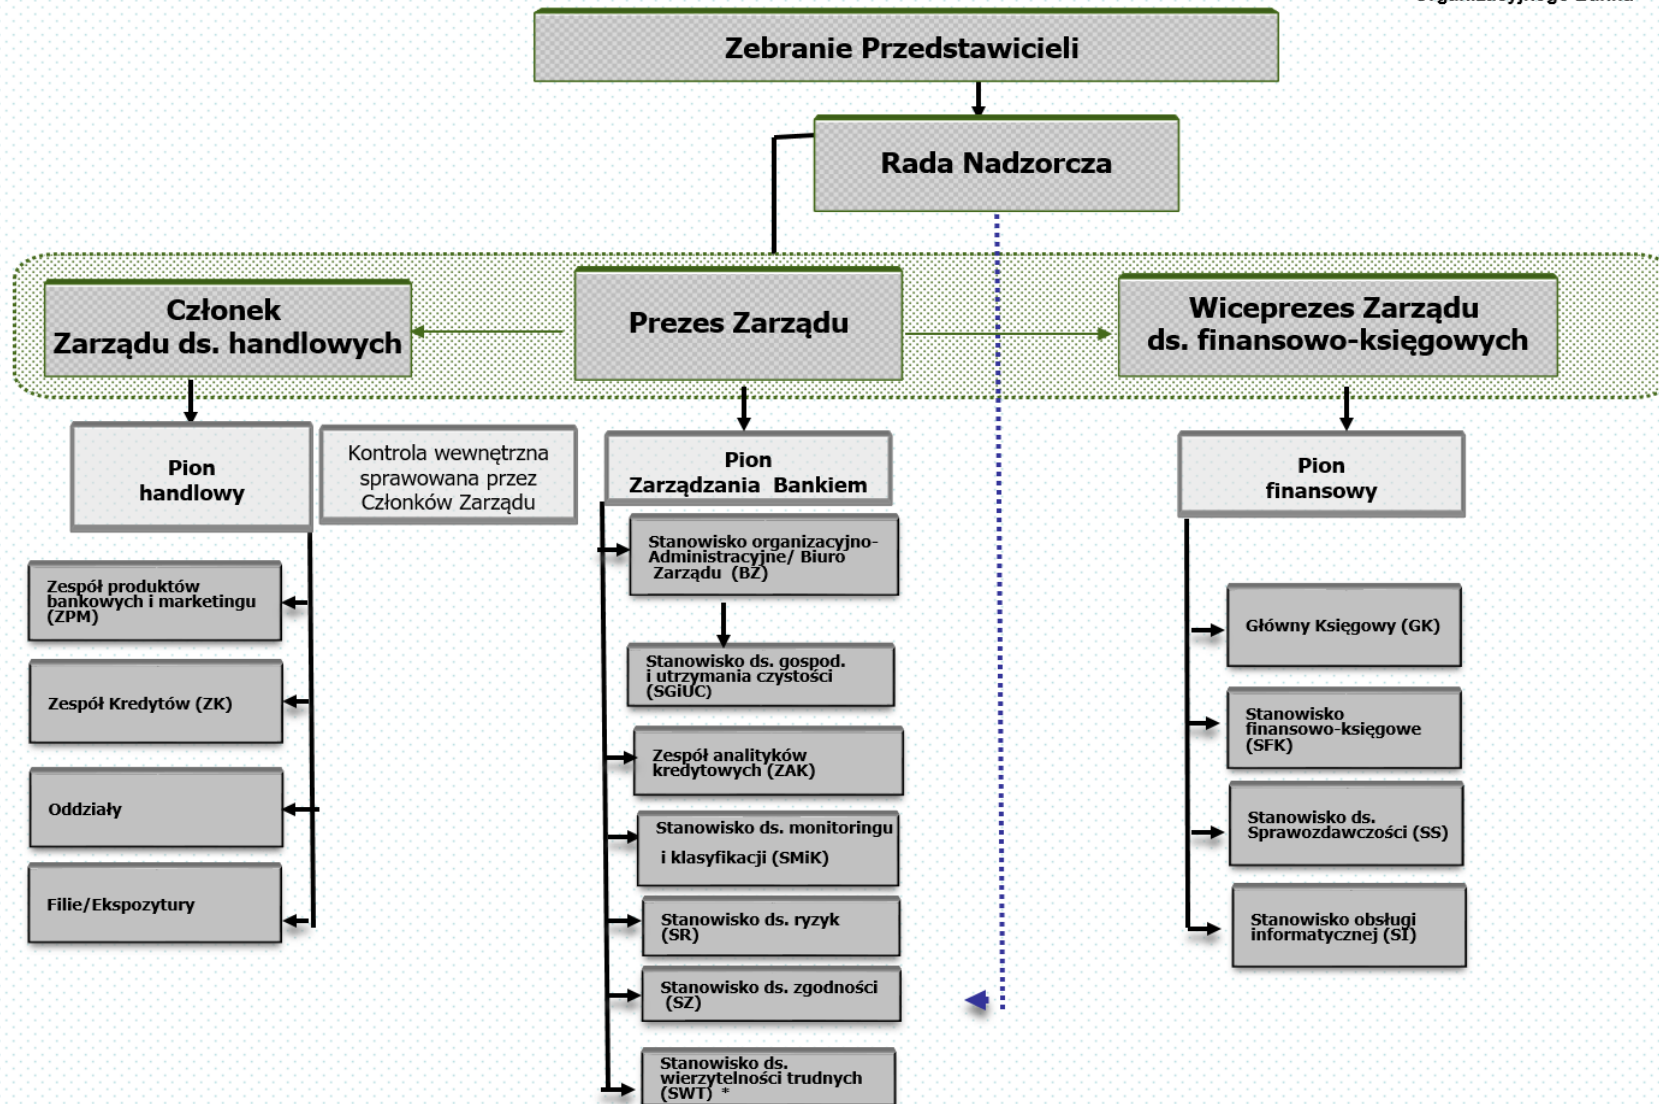 Organizacyjnego Banku
Zebranie Przedstawicieli
Rada Nadzorcza
Członek
Zarządu ds. handlowych
Prezes Zarządu
Wiceprezes Zarządu
ds. finansowo-księgowych
Pion
handlowy
Kontrola wewnętrzna
sprawowana przez
Członków Zarządu
Pion
Zarządzania Bankiem
Pion
finansowy
Zespół produktów
bankowych i marketingu
(ZPM)
Zespół Kredytów (ZK)
Oddziały
Filie/Ekspozytury
Stanowisko organizacyjno-
Administracyjne/ Biuro
Zarządu (BZ)
Stanowisko ds. gospod.
i utrzymania czystości
(SGiUC)
Zespół analityków
kredytowych (ZAK)
Stanowisko ds. monitoringu
i klasyfikacji (SMiK)
Stanowisko ds. ryzyk
(SR)
Stanowisko ds. zgodności
(SZ)
Stanowisko ds.
wierzytelności trudnych
(SWT) *
Główny Księgowy (GK)
Stanowisko
finansowo-księgowe
(SFK)
Stanowisko ds.
Sprawozdawczości (SS)
Stanowisko obsługi
informatycznej (SI)